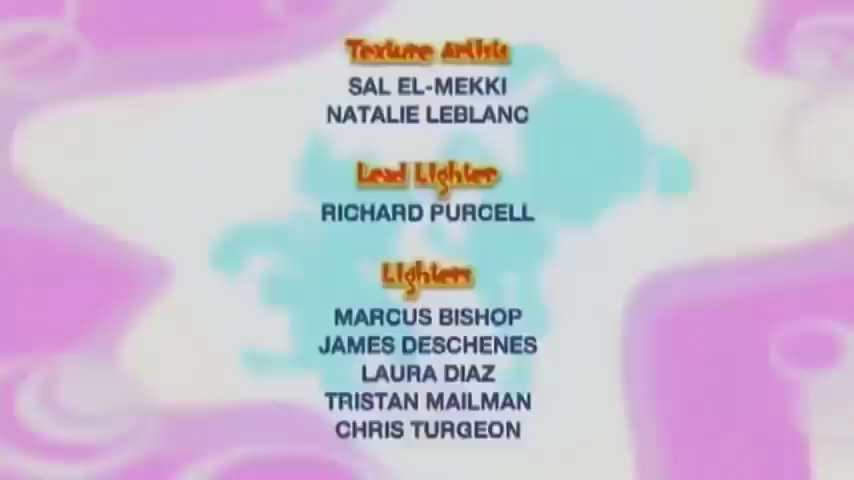 Texture Artists
SAL EL-MEKKI
NATALIE LEBLANC
Lead Lighter
RICHARD PURCELL
Lighters
MARCUS BISHOP
JAMES DESCHENES
LAURA DIAZ
TRISTAN MAILMAN
CHRIS TURGEON